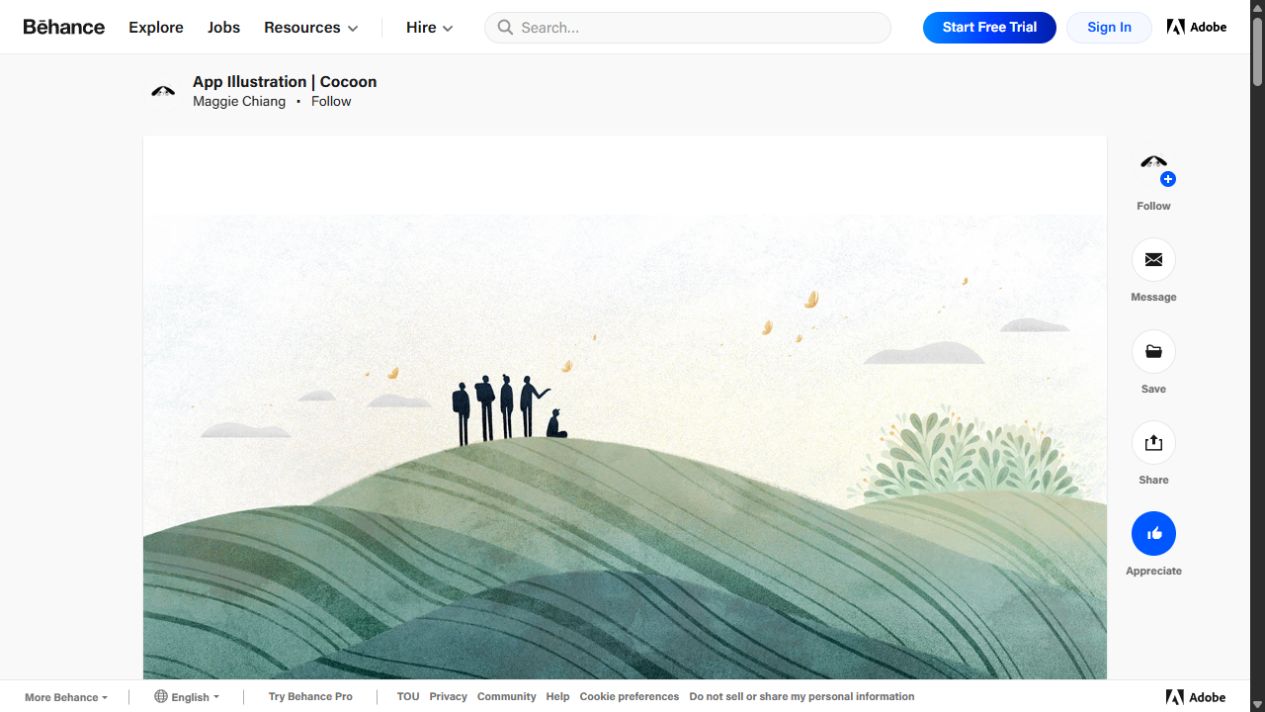 Bēhance Explore Jobs Resources Hire Search... Start Free Trial Sign In Adobe
App Illustration | Cocoon
Maggie Chiang • Follow
Follow
Message
Save
Share
Appreciate
More Behance English Try Behance Pro TOU Privacy Community Help Cookie preferences Do not sell or share my personal information Adobe